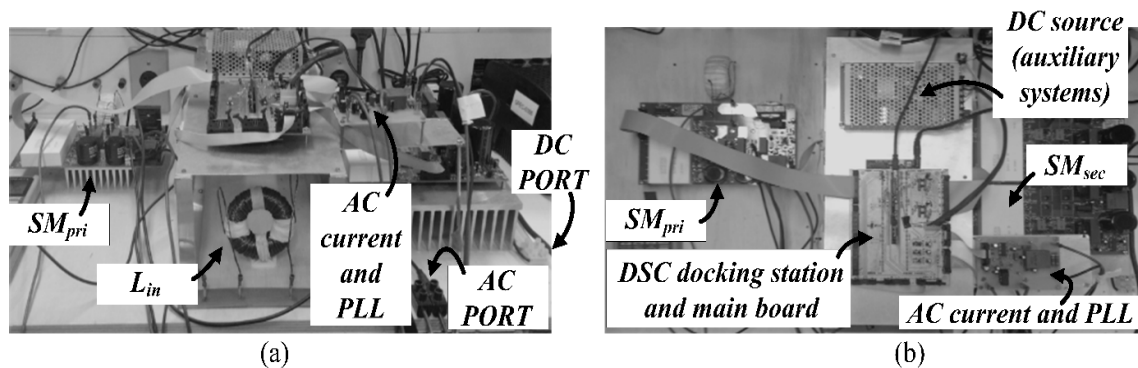 SMpri
Lin
AC
current
and
PLL
DC
PORT
AC
PORT
(a)
DC source
(auxiliary
systems)
SMpri
SMsec
DSC docking station
and main board
AC current and PLL
(b)